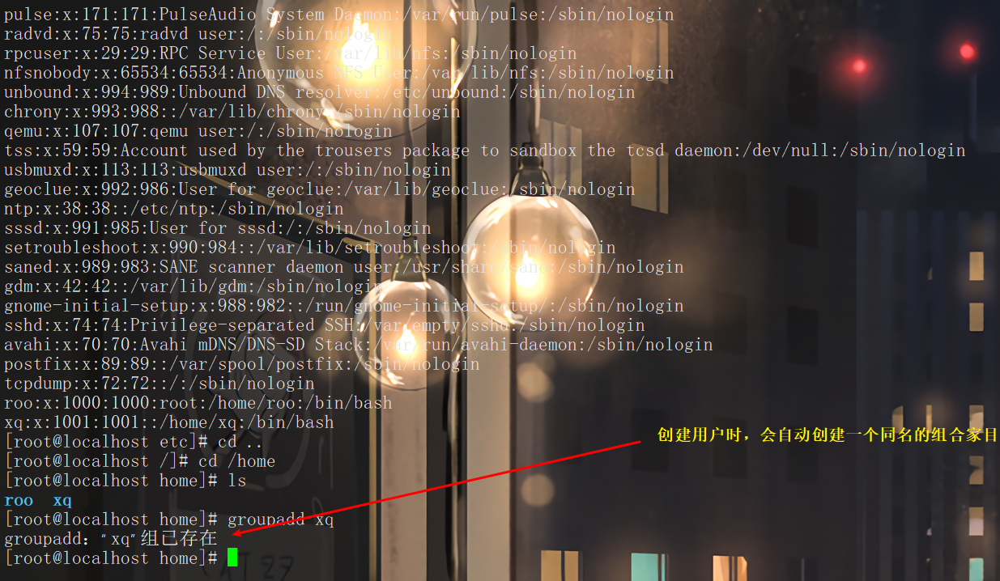 pulse:x:171:171:PulseAudio System Daemon:/var/run/pulse:/sbin/nologin
radvd:x:75:75:radvd user:/:/sbin/nologin
rpcuser:x:29:29:RPC Service User:/var/lib/nfs:/sbin/nologin
nfsnobody:x:65534:65534:Anonymous NFS User:/var/lib/nfs:/sbin/nologin
unbound:x:994:989:Unbound DNS resolver:/etc/unbound:/sbin/nologin
chrony:x:993:988::/var/lib/chrony:/sbin/nologin
qemu:x:107:107:qemu user:/:/sbin/nologin
tss:x:59:59:Account used by the trousers package to sandbox the tcsd daemon:/dev/null:/sbin/nologin
usbmuxd:x:113:113:usbmuxd user:/:/sbin/nologin
geoclue:x:992:986:User for geoclue:/var/lib/geoclue:/sbin/nologin
ntp:x:38:38::/etc/ntp:/sbin/nologin
sssd:x:991:985:User for sssd:/:/sbin/nologin
setroubleshoot:x:990:984::/var/lib/setroubleshoot:/sbin/nologin
saned:x:989:983:SANE scanner daemon user:/usr/share/sane:/sbin/nologin
gdm:x:42:42::/var/lib/gdm:/sbin/nologin
gnome-initial-setup:x:988:982::/run/gnome-initial-setup/:/sbin/nologin
sshd:x:74:74:Privilege-separated SSH:/var/empty/sshd:/sbin/nologin
avahi:x:70:70:Avahi mDNS/DNS-SD Stack:/var/run/avahi-daemon:/sbin/nologin
postfix:x:89:89::/var/spool/postfix:/sbin/nologin
tcpdump:x:72:72::/:/sbin/nologin
roo:x:1000:1000:root:/home/roo:/bin/bash
xq:x:1001:1001::/home/xq:/bin/bash
[root@localhost etc]# cd ..
创建用户时，会自动创建一个同名的组合家目
[root@localhost /]# cd /home
[root@localhost home]# ls
roo xq
[root@localhost home]# groupadd xq
groupadd：“xq”组已存在
[root@localhost home]#